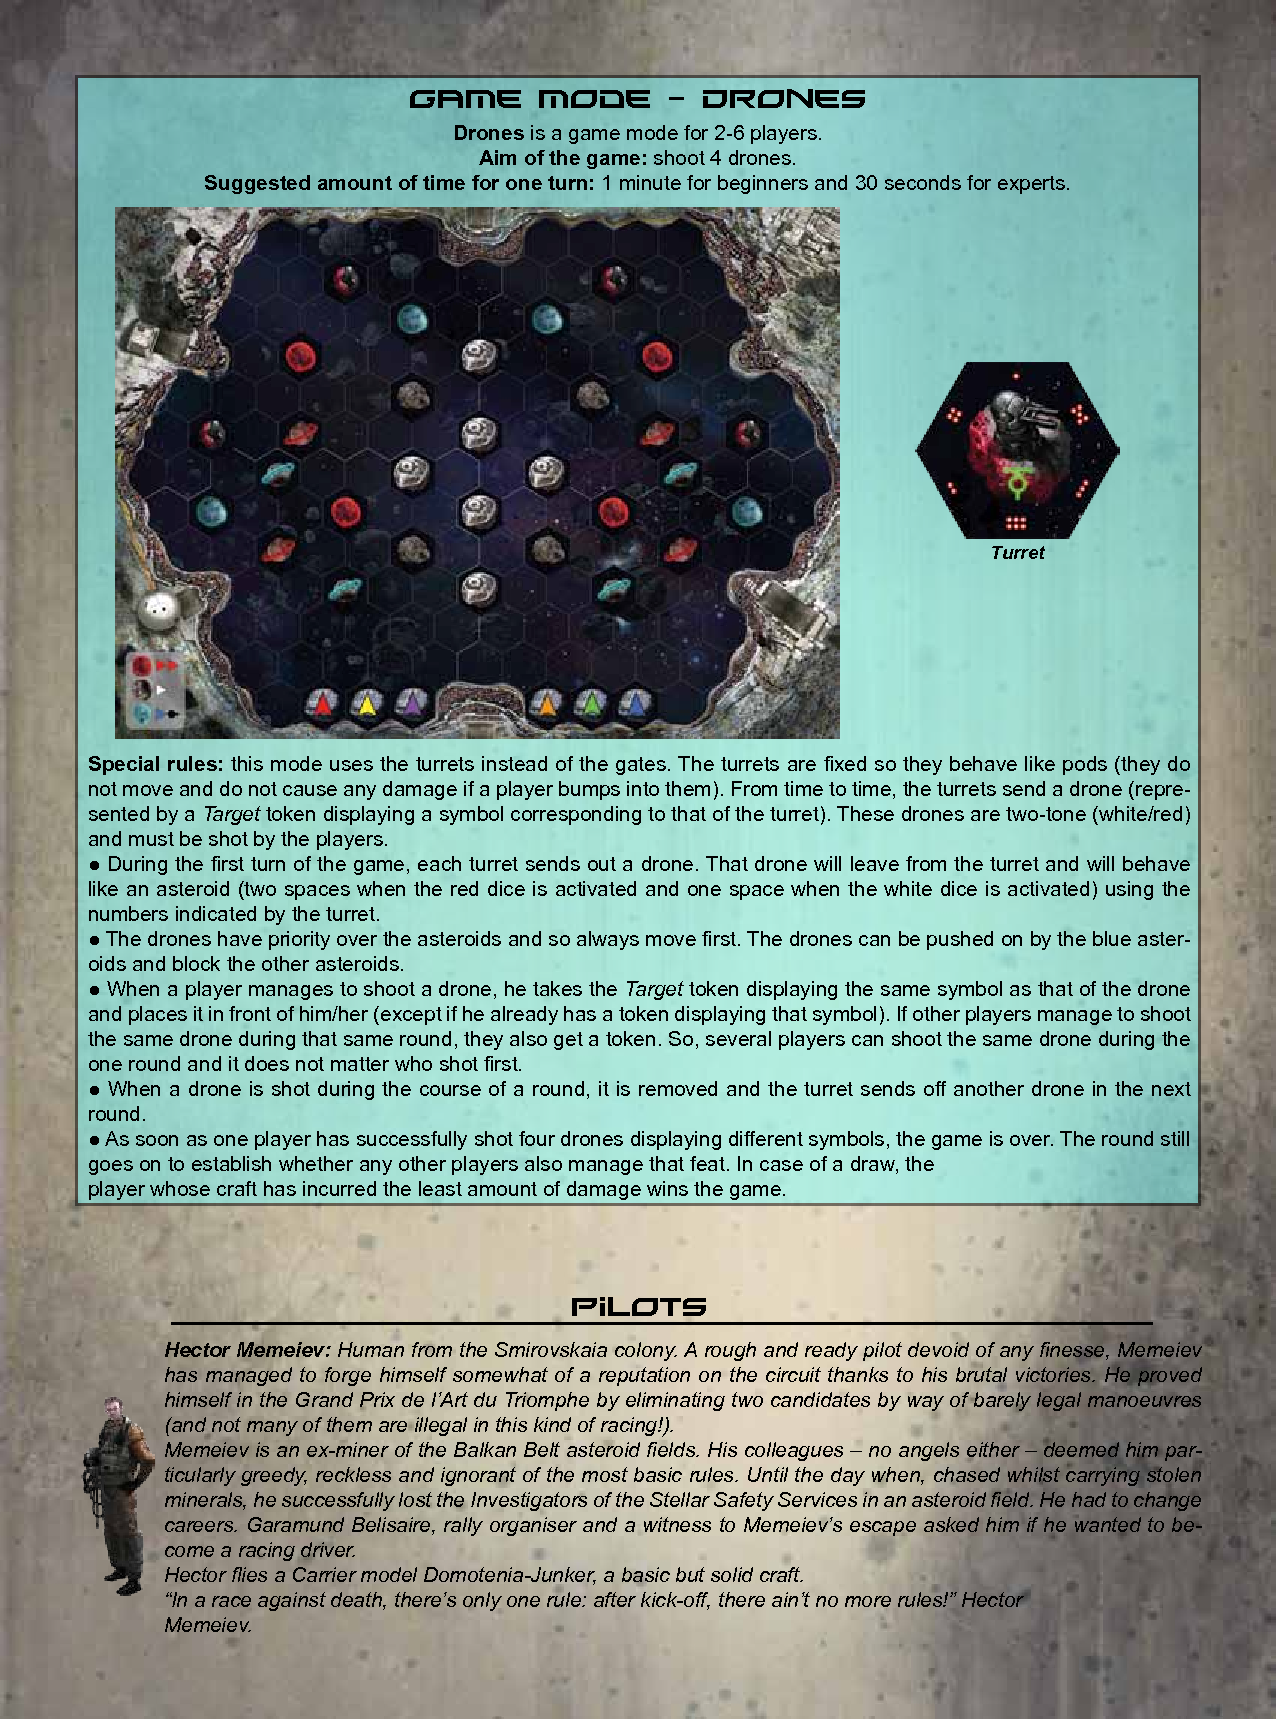 GAME MODE - DRONES
Drones is a game mode for 2-6 players.
Aim of the game: shoot 4 drones.
Suggested amount of time for one turn: 1 minute for beginners and 30 seconds for experts.
Turret
Special rules: this mode uses the turrets instead of the gates. The turrets are fixed so they behave like pods (they do
not move and do not cause any damage if a player bumps into them). From time to time, the turrets send a drone (repre-
sented by a Target token displaying a symbol corresponding to that of the turret). These drones are two-tone (white/red)
and must be shot by the players.
● During the first turn of the game, each turret sends out a drone. That drone will leave from the turret and will behave
like an asteroid (two spaces when the red dice is activated and one space when the white dice is activated) using the
numbers indicated by the turret.
● The drones have priority over the asteroids and so always move first. The drones can be pushed on by the blue aster-
oids and block the other asteroids.
● When a player manages to shoot a drone, he takes the Target token displaying the same symbol as that of the drone
and places it in front of him/her (except if he already has a token displaying that symbol). If other players manage to shoot
the same drone during that same round, they also get a token. So, several players can shoot the same drone during the
one round and it does not matter who shot first.
● When a drone is shot during the course of a round, it is removed and the turret sends off another drone in the next
round.
● As soon as one player has successfully shot four drones displaying different symbols, the game is over. The round still
goes on to establish whether any other players also manage that feat. In case of a draw, the
player whose craft has incurred the least amount of damage wins the game.
PiLOTS
Hector Memeiev: Human from the Smirovskaia colony. A rough and ready pilot devoid of any finesse, Memeiev
has managed to forge himself somewhat of a reputation on the circuit thanks to his brutal victories. He proved
himself in the Grand Prix de l'Art du Triomphe by eliminating two candidates by way of barely legal manoeuvres
(and not many of them are illegal in this kind of racing!).
Memeiev is an ex-miner of the Balkan Belt asteroid fields. His colleagues – no angels either – deemed him par-
ticularly greedy, reckless and ignorant of the most basic rules. Until the day when, chased whilst carrying stolen
minerals, he successfully lost the Investigators of the Stellar Safety Services in an asteroid field. He had to change
careers. Garamund Belisaire, rally organiser and a witness to Memeiev's escape asked him if he wanted to be-
come a racing driver.
Hector flies a Carrier model Domotenia-Junker, a basic but solid craft.
“In a race against death, there's only one rule: after kick-off, there ain't no more rules!” Hector
Memeiev.